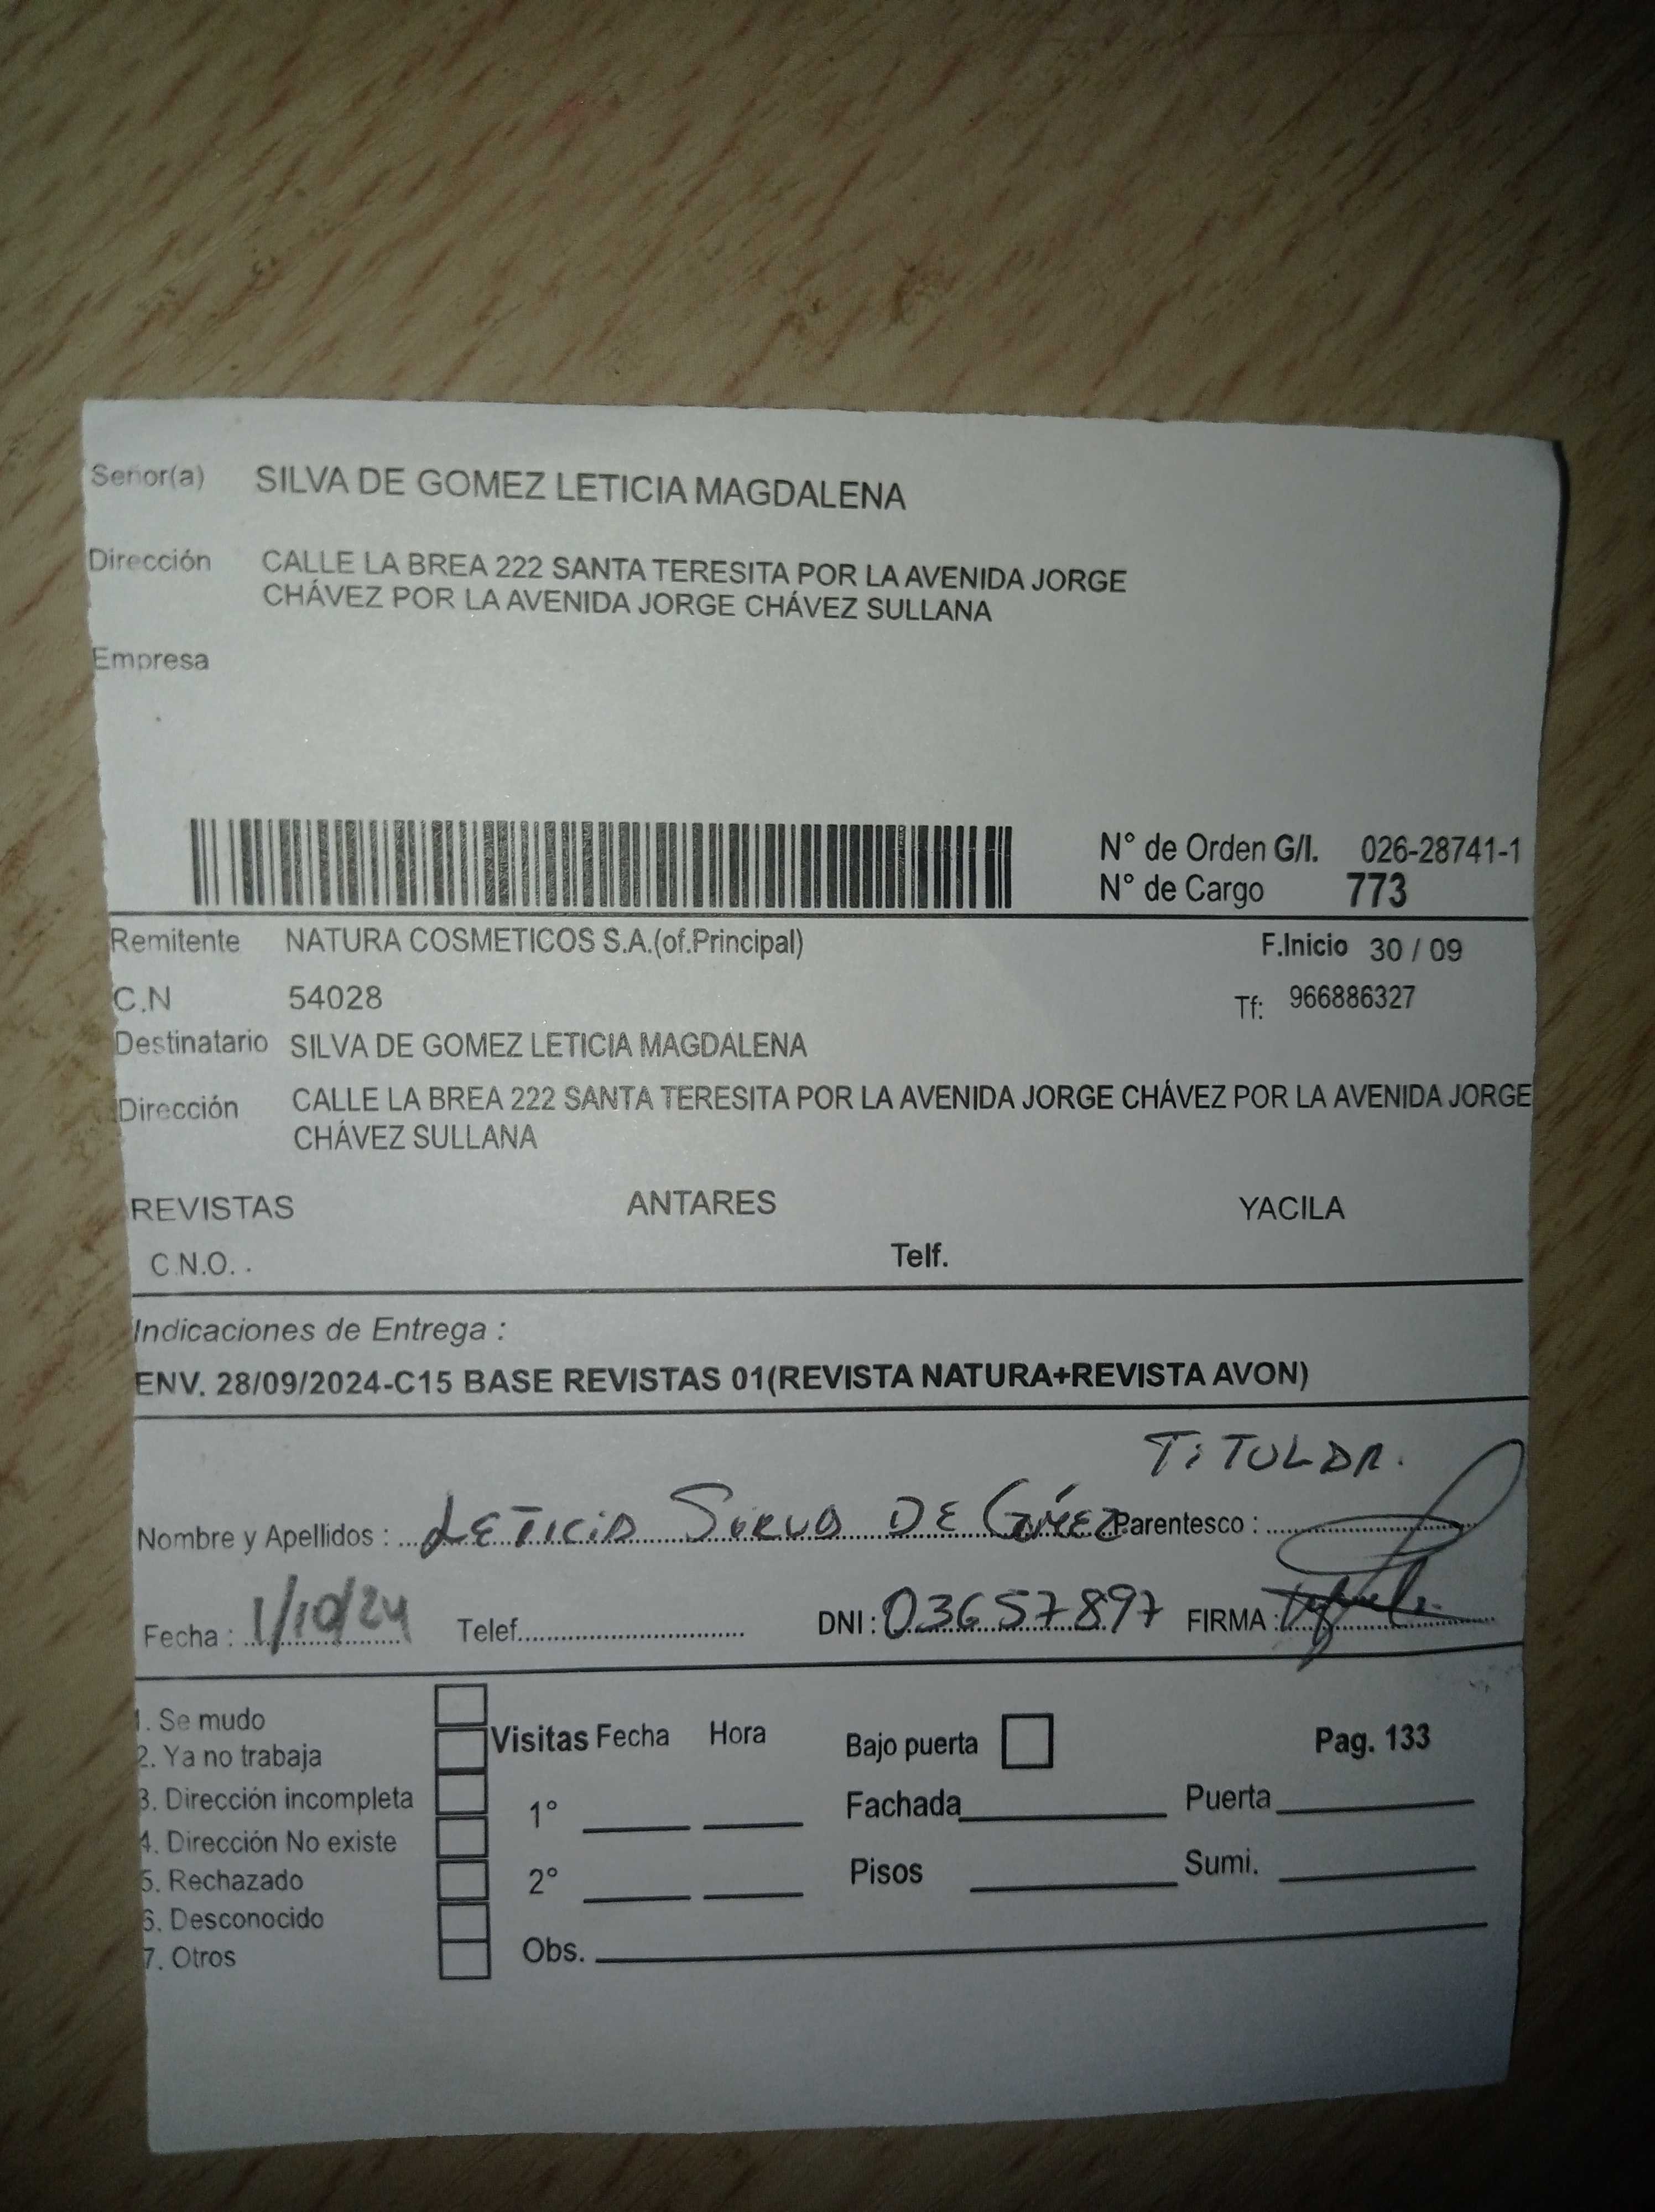 Señor(a) SILVA DE GOMEZ LETICIA MAGDALENA
Dirección CALLE LA BREA 222 SANTA TERESITA POR LA AVENIDA JORGE
CHÁVEZ POR LA AVENIDA JORGE CHÁVEZ SULLANA
Empresa
N° de Orden G/I. 026-28741-1
N° de Cargo 773
Remitente NATURA COSMETICOS S.A.(of.Principal) F.Inicio 30 / 09
C.N 54028 Tf: 966886327
Destinatario SILVA DE GOMEZ LETICIA MAGDALENA
Dirección CALLE LA BREA 222 SANTA TERESITA POR LA AVENIDA JORGE CHÁVEZ POR LA AVENIDA JORGE
CHÁVEZ SULLANA
REVISTAS ANTARES YACILA
C.N.O. . Telf.
Indicaciones de Entrega :
ENV. 28/09/2024-C15 BASE REVISTAS 01(REVISTA NATURA+REVISTA AVON)
TITULAR.
Nombre y Apellidos : LETICIA SILVA DE GÓMEZ Parentesco :
Fecha : 1/10/24 Telef. DNI : 03657897 FIRMA :
1. Se mudo
2. Ya no trabaja
3. Dirección incompleta
4. Dirección No existe
5. Rechazado
6. Desconocido
7. Otros
Visitas Fecha Hora
1°
2°
Obs.
Bajo puerta Pag. 133
Fachada Puerta
Pisos Sumi.